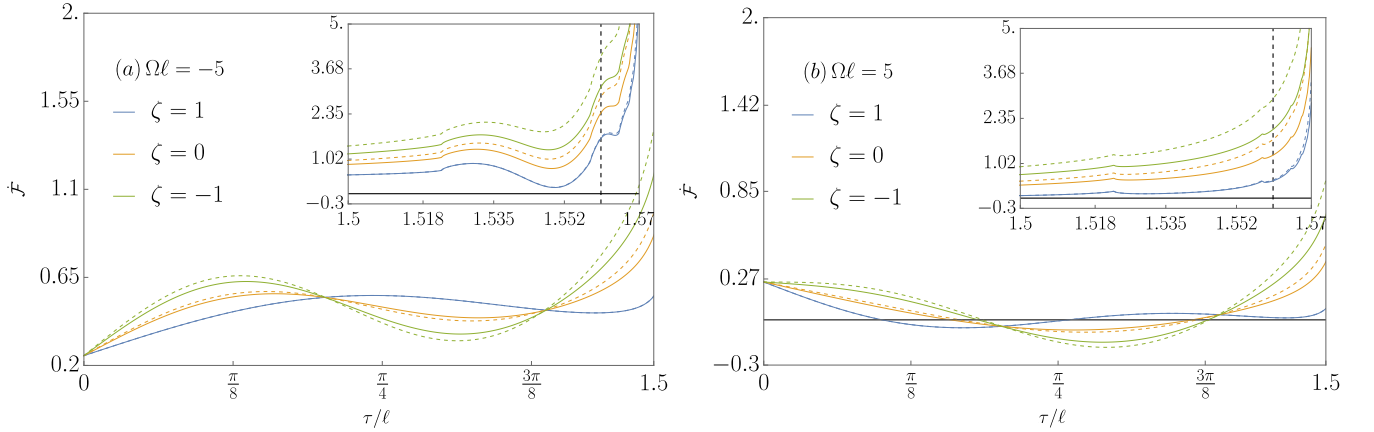 2.
1.55
1.1
0.65
0.2
Ḟ
(a) Ωℓ = −5
ζ = 1
ζ = 0
ζ = −1
5.
3.68
2.35
1.02
−0.3
1.5 1.518 1.535 1.552 1.57
0 π/8 π/4 3π/8 1.5
τ/ℓ
2.
1.42
0.85
0.27
−0.3
Ḟ
(b) Ωℓ = 5
ζ = 1
ζ = 0
ζ = −1
5.
3.68
2.35
1.02
−0.3
1.5 1.518 1.535 1.552 1.57
0 π/8 π/4 3π/8 1.5
τ/ℓ